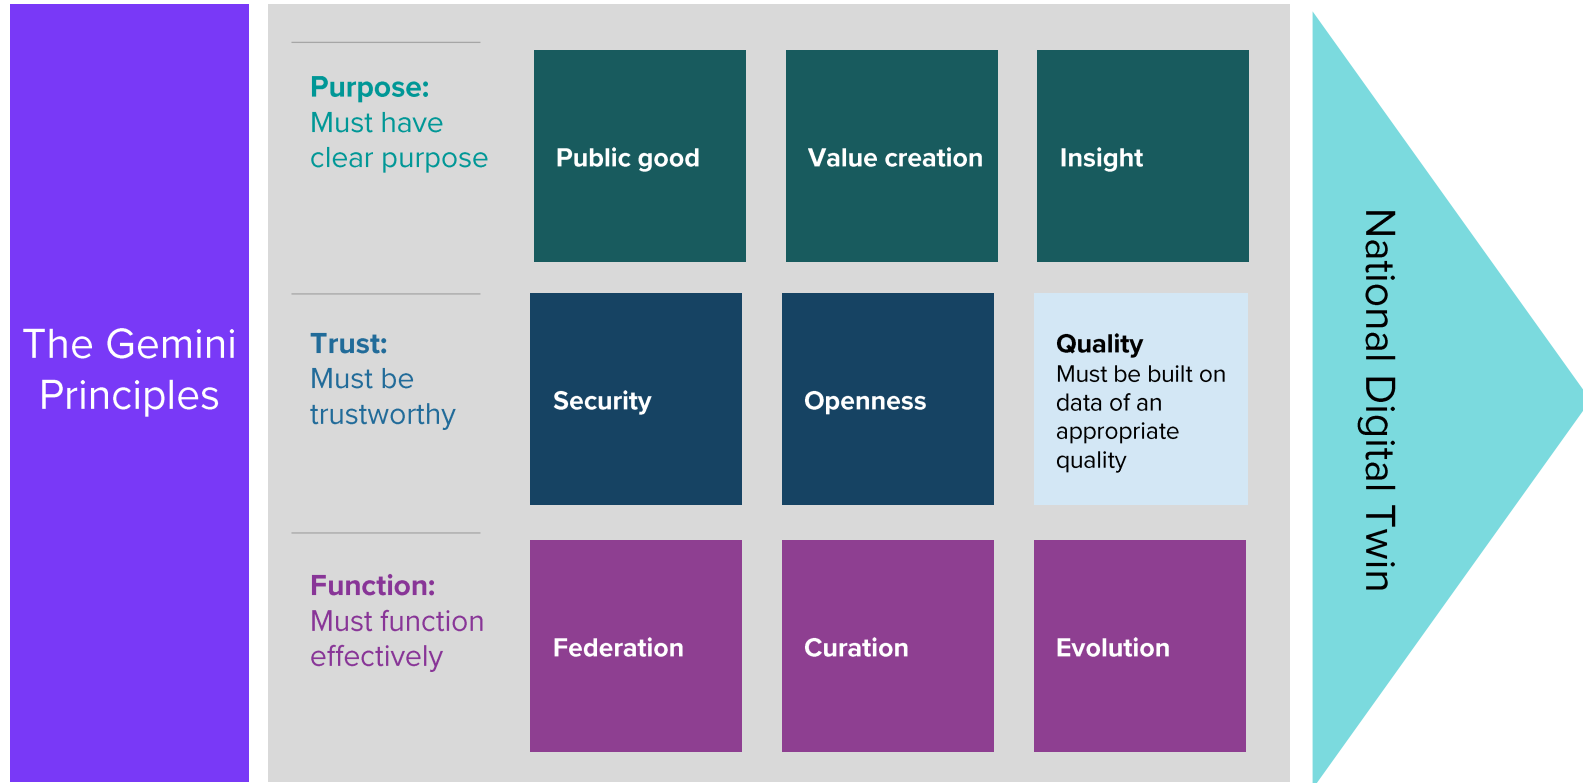 The Gemini
Principles
Purpose:
Must have
clear purpose
Public good
Value creation
Insight
Trust:
Must be
trustworthy
Security
Openness
Quality
Must be built on
data of an
appropriate
quality
Function:
Must function
effectively
Federation
Curation
Evolution
National Digital Twin